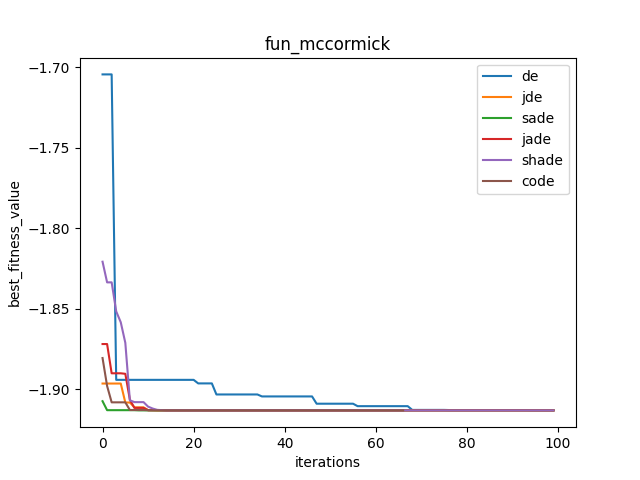 fun_mccormick
−1.70
−1.75
−1.80
−1.85
−1.90
best_fitness_value
de
jde
sade
jade
shade
code
0
20
40
60
80
100
iterations